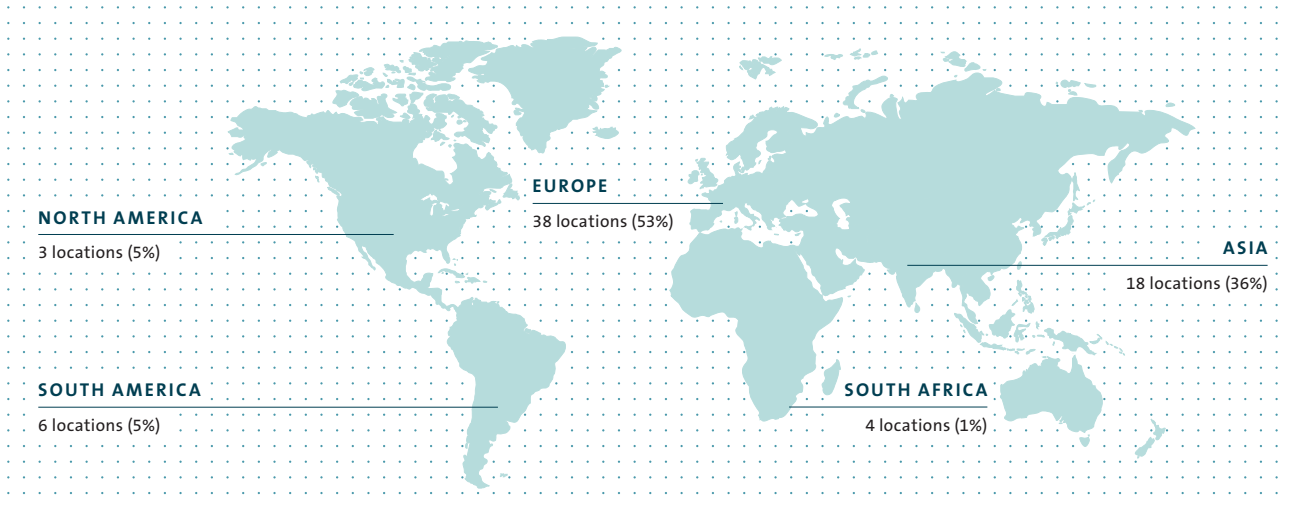 EUROPE
38 locations (53%)
NORTH AMERICA
3 locations (5%)
ASIA
18 locations (36%)
SOUTH AMERICA
6 locations (5%)
SOUTH AFRICA
4 locations (1%)